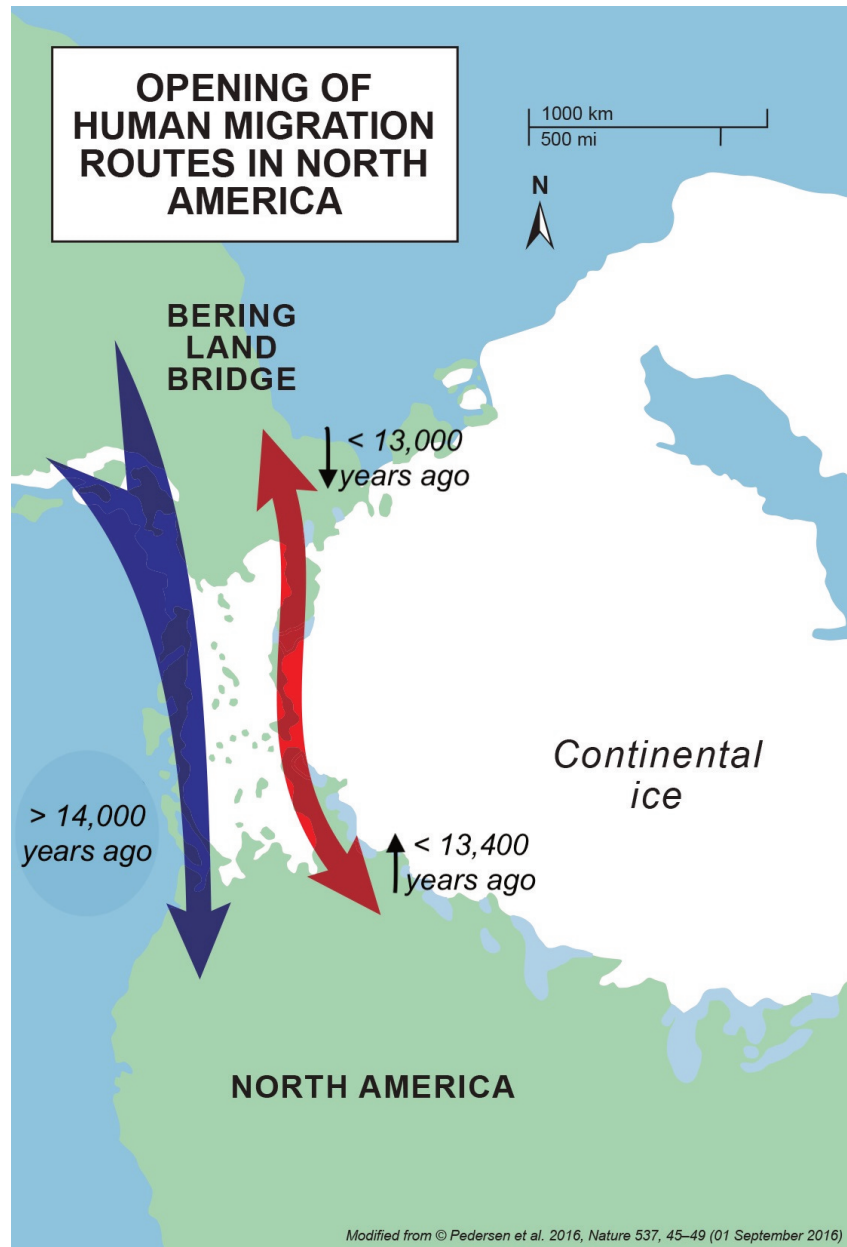 OPENING OF
HUMAN MIGRATION
ROUTES IN NORTH
AMERICA
1000 km
500 mi
N
BERING
LAND
BRIDGE
< 13,000
years ago
Continental
ice
> 14,000
years ago
< 13,400
years ago
NORTH AMERICA
Modified from © Pedersen et al. 2016, Nature 537, 45–49 (01 September 2016)